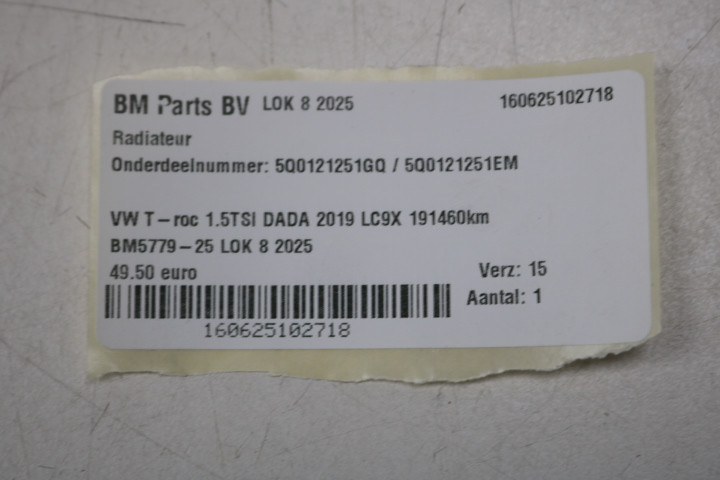 BM Parts BV LOK 8 2025 160625102718
Radiateur
Onderdeelnummer: 5Q0121251GQ / 5Q0121251EM
VW T-roc 1.5TSI DADA 2019 LC9X 191460km
BM5779-25 LOK 8 2025
49.50 euro Verz: 15
Aantal: 1
160625102718